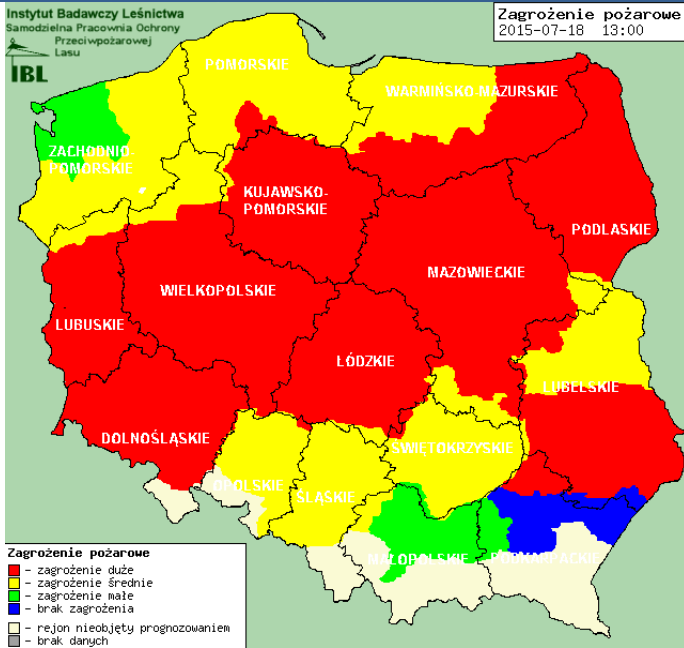 Instytut Badawczy Leśnictwa
Samodzielna Pracownia Ochrony
Przeciwpożarowej
Lasu
IBL
Zagrożenie pożarowe
2015-07-18 13:00
POMORSKIE
WARMIŃSKO MAZURSKIE
ZACHODNIO
POMORSKIE
KUJAWSKO-
POMORSKIE
PODLASKIE
MAZOWIECKIE
WIELKOPOLSKIE
LUBUSKIE
ŁÓDZKIE
LUBELSKIE
DOLNOŚLĄSKIE
ŚWIĘTOKRZYSKIE
OPOLSKIE
ŚLĄSKIE
MAŁOPOLSKIE
PODKARPACKIE
Zagrożenie pożarowe
– zagrożenie duże
– zagrożenie średnie
– zagrożenie małe
– brak zagrożenia
– rejon nieobjęty prognozowaniem
– brak danych